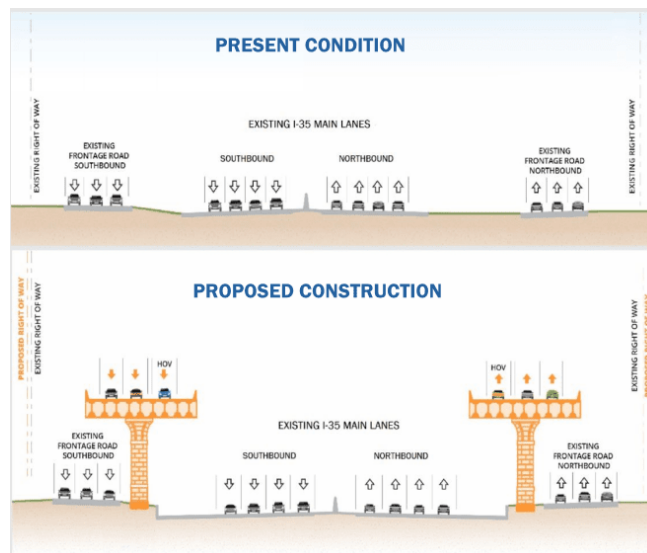 PRESENT CONDITION
EXISTING RIGHT OF WAY
EXISTING I-35 MAIN LANES
EXISTING
FRONTAGE ROAD
SOUTHBOUND
SOUTHBOUND
NORTHBOUND
EXISTING
FRONTAGE ROAD
NORTHBOUND
EXISTING RIGHT OF WAY
PROPOSED CONSTRUCTION
PROPOSED RIGHT OF WAY
EXISTING RIGHT OF WAY
HOV
HOV
EXISTING I-35 MAIN LANES
EXISTING
FRONTAGE ROAD
SOUTHBOUND
SOUTHBOUND
NORTHBOUND
EXISTING
FRONTAGE ROAD
NORTHBOUND
EXISTING RIGHT OF WAY
PROPOSED RIGHT OF WAY